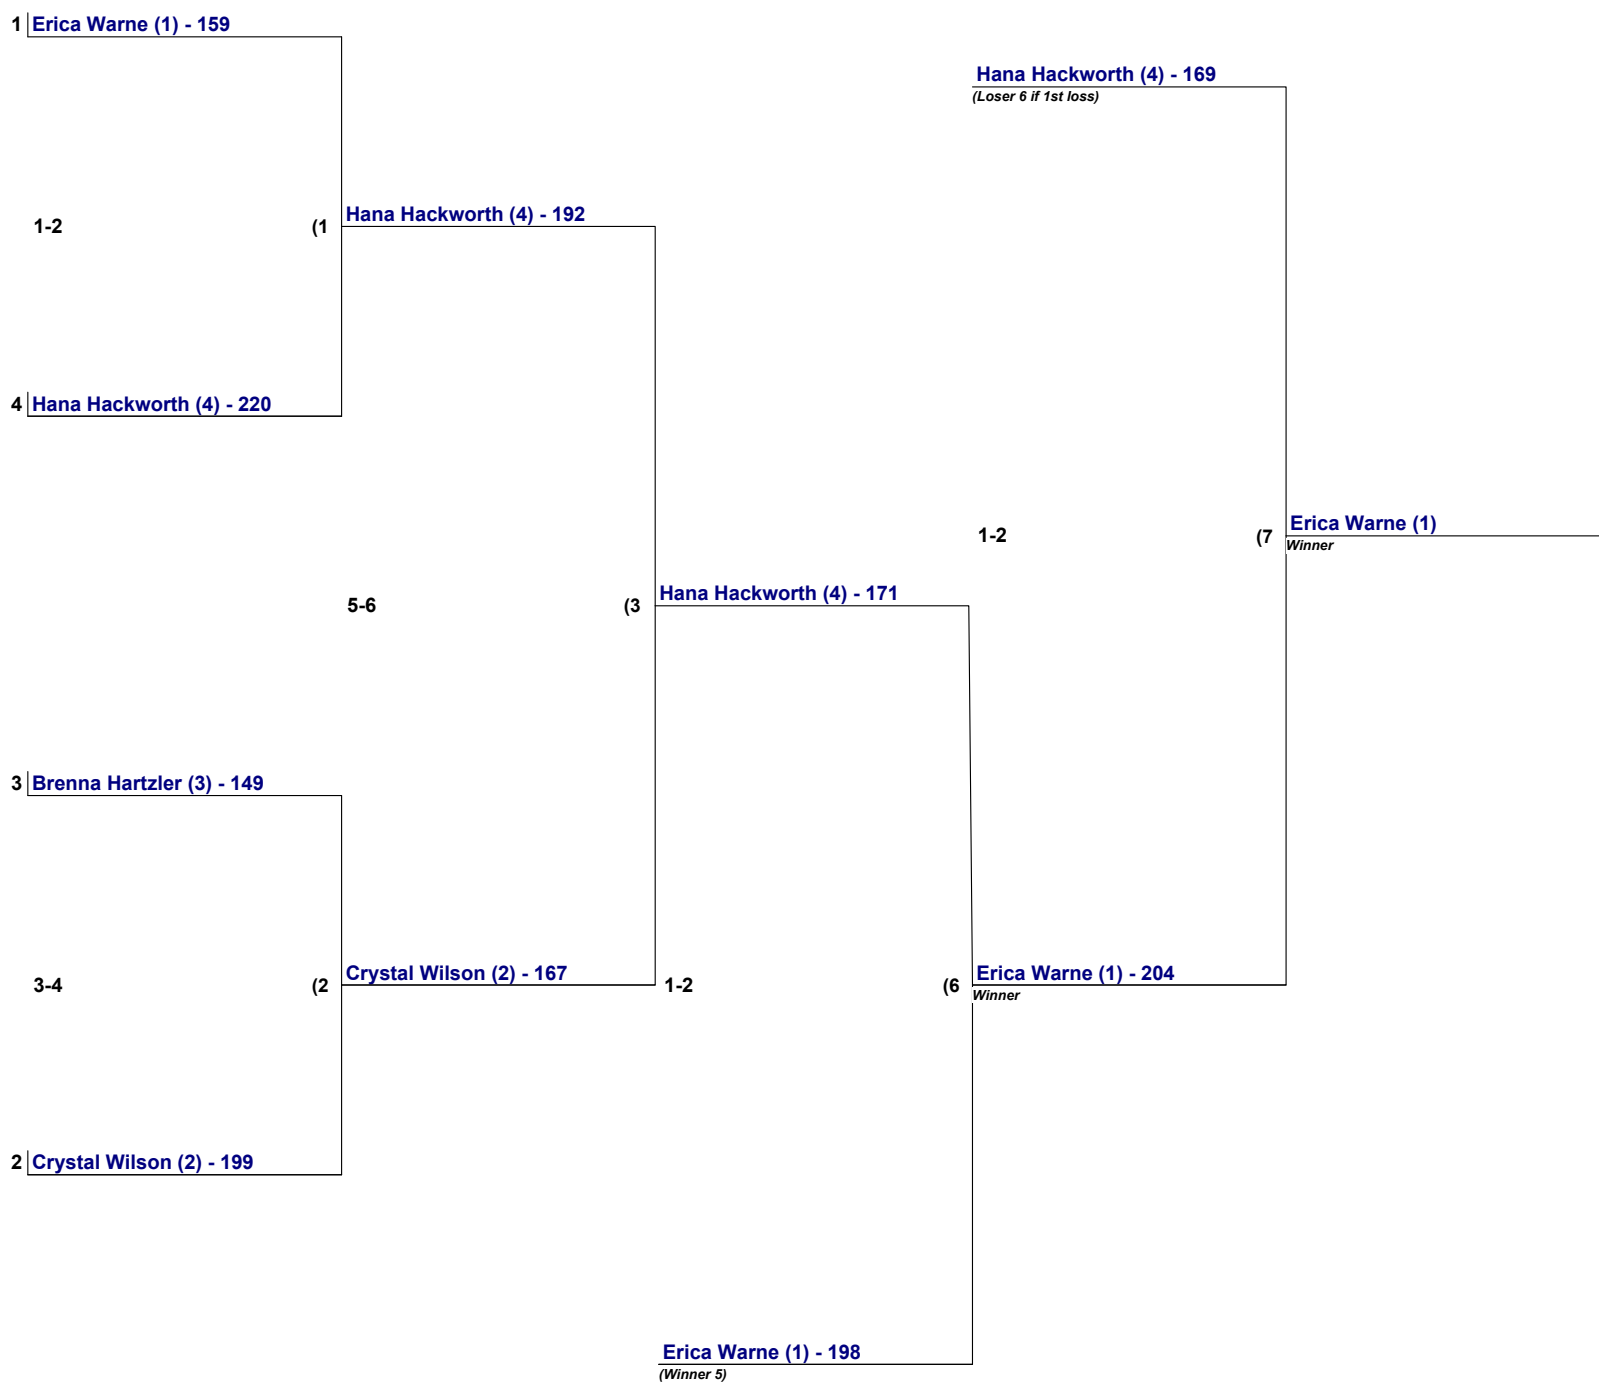 1 Erica Warne (1) - 159
Hana Hackworth (4) - 169
(Loser 6 if 1st loss)
1-2 (1 Hana Hackworth (4) - 192
4 Hana Hackworth (4) - 220
1-2 (7 Erica Warne (1)
Winner
5-6 (3 Hana Hackworth (4) - 171
3 Brenna Hartzler (3) - 149
3-4 (2 Crystal Wilson (2) - 167
1-2 (6 Erica Warne (1) - 204
Winner
2 Crystal Wilson (2) - 199
Erica Warne (1) - 198
(Winner 5)